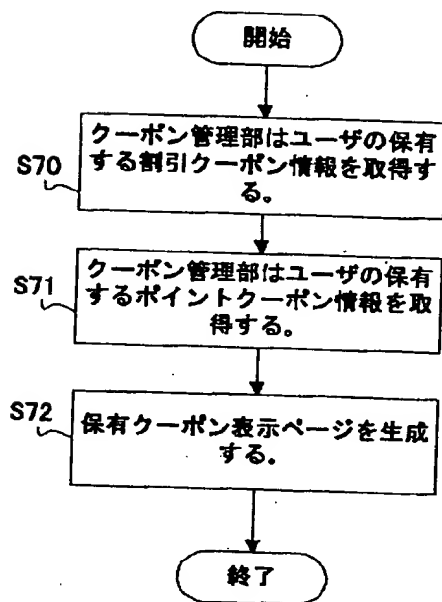 開始
S70
クーポン管理部はユーザの保有
する割引クーポン情報を取得す
る。
S71
クーポン管理部はユーザの保有
するポイントクーポン情報を取
得する。
S72
保有クーポン表示ページを生成
する。
終了